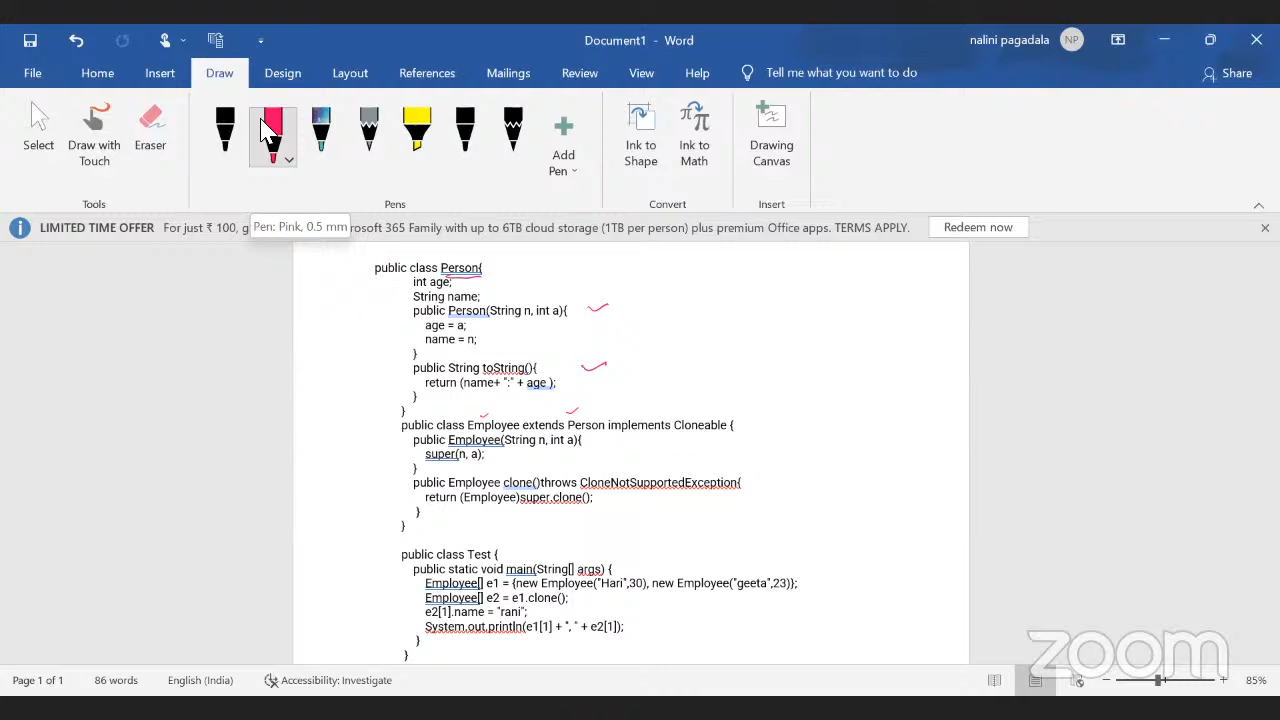 Document1 - Word
nalini pagadala
NP
File Home Insert Draw Design Layout References Mailings Review View Help Tell me what you want to do
Share
Select
Draw with Touch
Eraser
Add Pen
Ink to Shape
Ink to Math
Drawing Canvas
Tools
Pens
Convert
Insert
LIMITED TIME OFFER For just ₹ 100, g
rosoft 365 Family with up to 6TB cloud storage (1TB per person) plus premium Office apps. TERMS APPLY.
Redeem now
Pen: Pink, 0.5 mm
public class Person{
int age;
String name;
public Person(String n, int a){
age = a;
name = n;
}
public String toString(){
return (name+ ":" + age );
}
}
public class Employee extends Person implements Cloneable {
public Employee(String n, int a){
super(n, a);
}
public Employee clone()throws CloneNotSupportedException{
return (Employee)super.clone();
}
}
public class Test {
public static void main(String[] args) {
Employee[] e1 = {new Employee("Hari",30), new Employee("geeta",23)};
Employee[] e2 = e1.clone();
e2[1].name = "rani";
System.out.println(e1[1] + ", " + e2[1]);
}
}
zoom
Page 1 of 1 86 words English (India) Accessibility: Investigate
85%